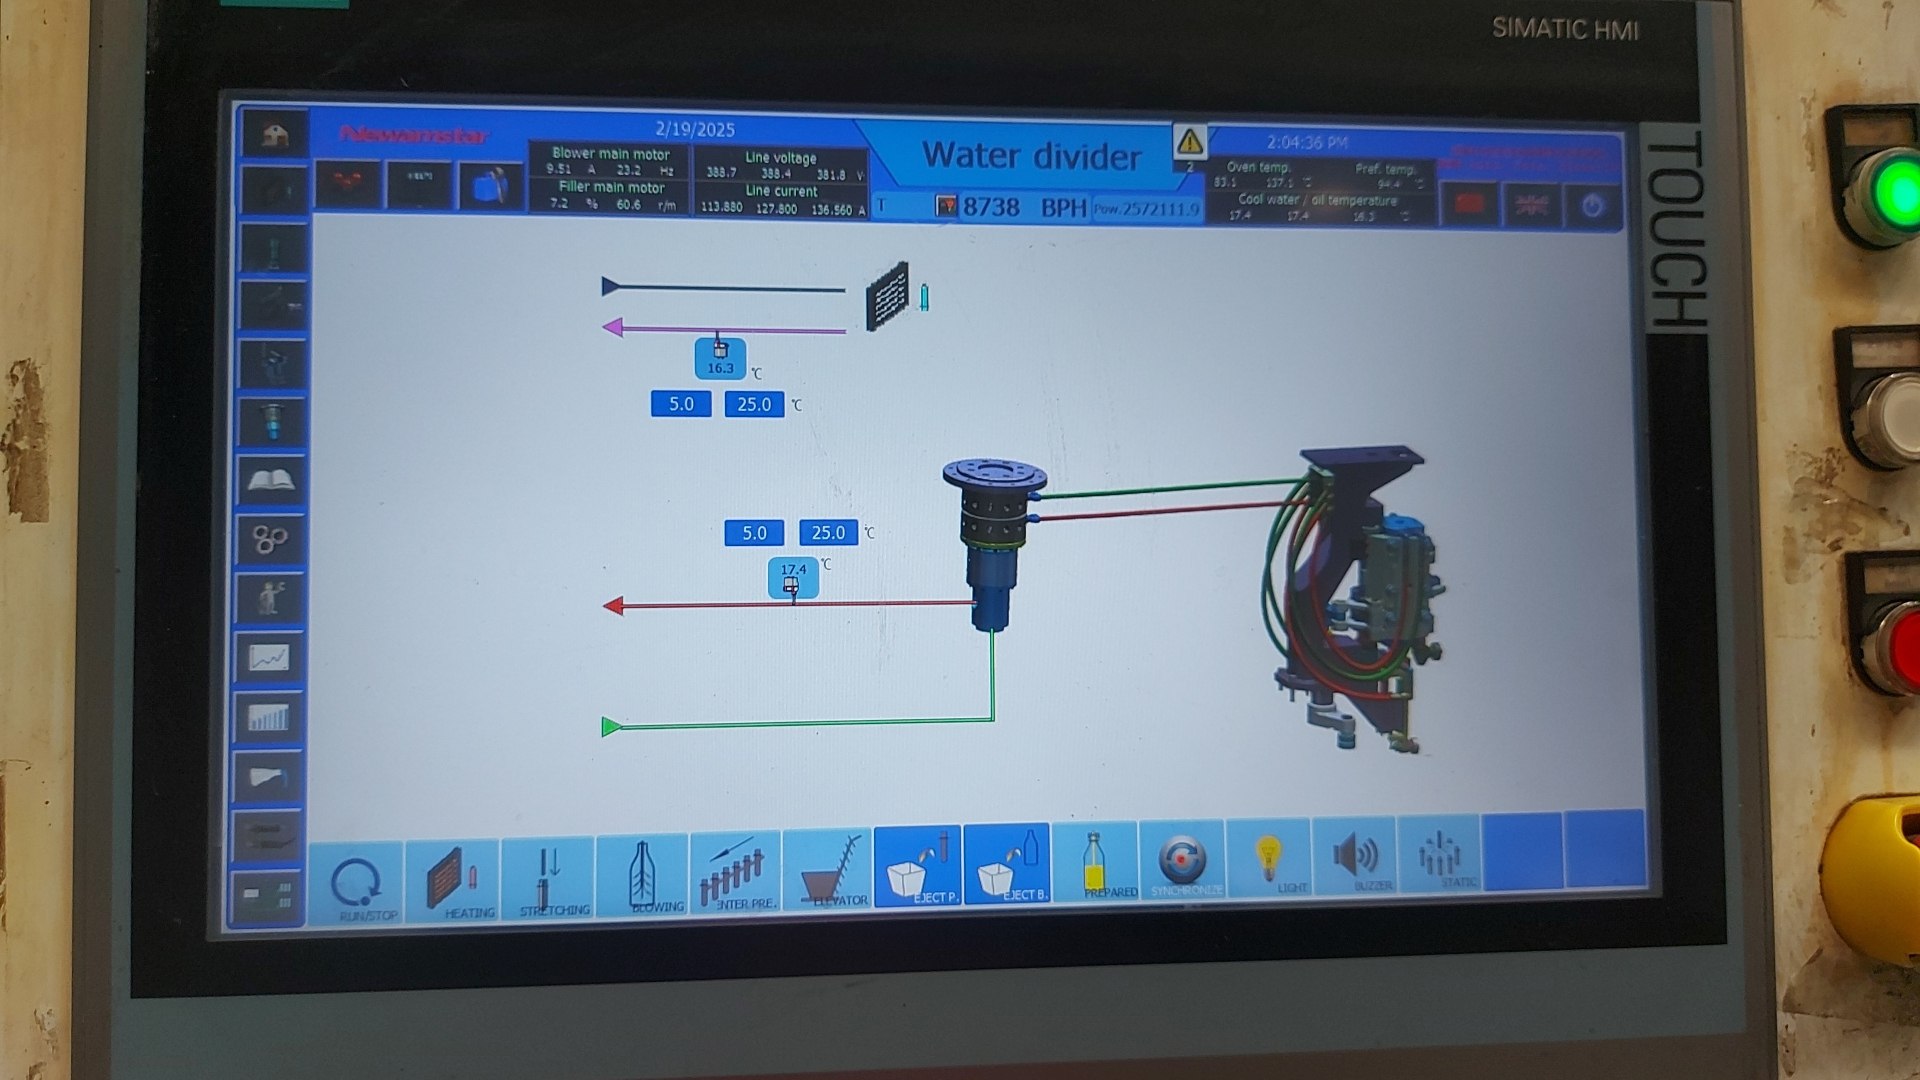 SIMATIC HMI
TOUCH
Newamstar
2/19/2025
Water divider
2
2:04:36 PM
Blower main motor
9.51 A 23.2 Hz
Filler main motor
7.2 % 60.6 r/m
Line voltage
388.7 388.4 381.8 V
Line current
113.880 127.800 136.560 A
T
8738 BPH
Pow.2572111.9
Oven temp. Pref. temp.
83.1 137.1 ℃ 94.4 ℃
Cool water / oil temperature
17.4 17.4 16.3 ℃
16.3 ℃
5.0 25.0 ℃
5.0 25.0 ℃
17.4 ℃
RUN/STOP
HEATING
STRETCHING
BLOWING
ENTER PRE.
ELEVATOR
EJECT P.
EJECT B.
PREPARED
SYNCHRONIZE
LIGHT
BUZZER
STATIC